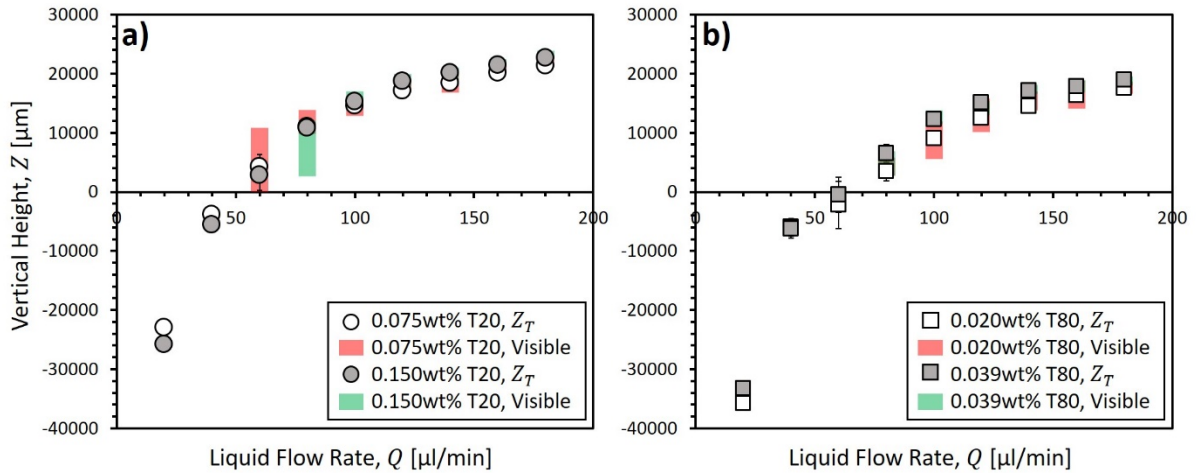 a)
30000
20000
10000
0
-10000
-20000
-30000
-40000
0
50
100
150
200
Vertical Height, Z [µm]
Liquid Flow Rate, Q [µl/min]
0.075wt% T20, Z_T
0.075wt% T20, Visible
0.150wt% T20, Z_T
0.150wt% T20, Visible
b)
30000
20000
10000
0
-10000
-20000
-30000
-40000
0
50
100
150
200
Liquid Flow Rate, Q [µl/min]
0.020wt% T80, Z_T
0.020wt% T80, Visible
0.039wt% T80, Z_T
0.039wt% T80, Visible